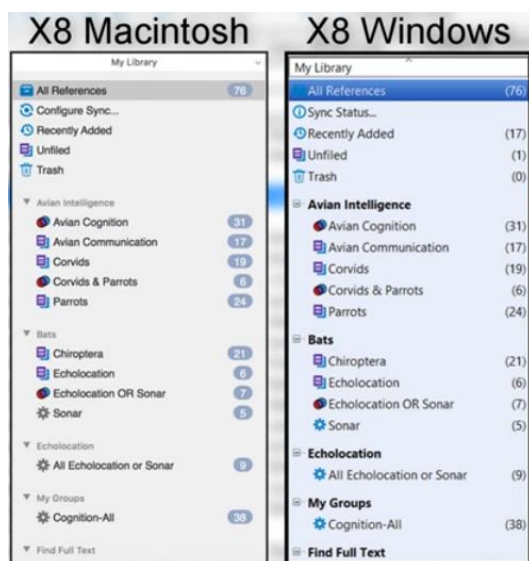 X8 Macintosh
My Library
All References 76
Configure Sync...
Recently Added
Unfiled
Trash
Avian Intelligence
Avian Cognition 31
Avian Communication 17
Corvids 19
Corvids & Parrots 6
Parrots 24
Bats
Chiroptera 21
Echolocation 6
Echolocation OR Sonar 7
Sonar 5
Echolocation
All Echolocation or Sonar 9
My Groups
Cognition-All 38
Find Full Text
X8 Windows
My Library
All References (76)
Sync Status...
Recently Added (17)
Unfiled (1)
Trash (0)
Avian Intelligence
Avian Cognition (31)
Avian Communication (17)
Corvids (19)
Corvids & Parrots (6)
Parrots (24)
Bats
Chiroptera (21)
Echolocation (6)
Echolocation OR Sonar (7)
Sonar (5)
Echolocation
All Echolocation or Sonar (9)
My Groups
Cognition-All (38)
Find Full Text